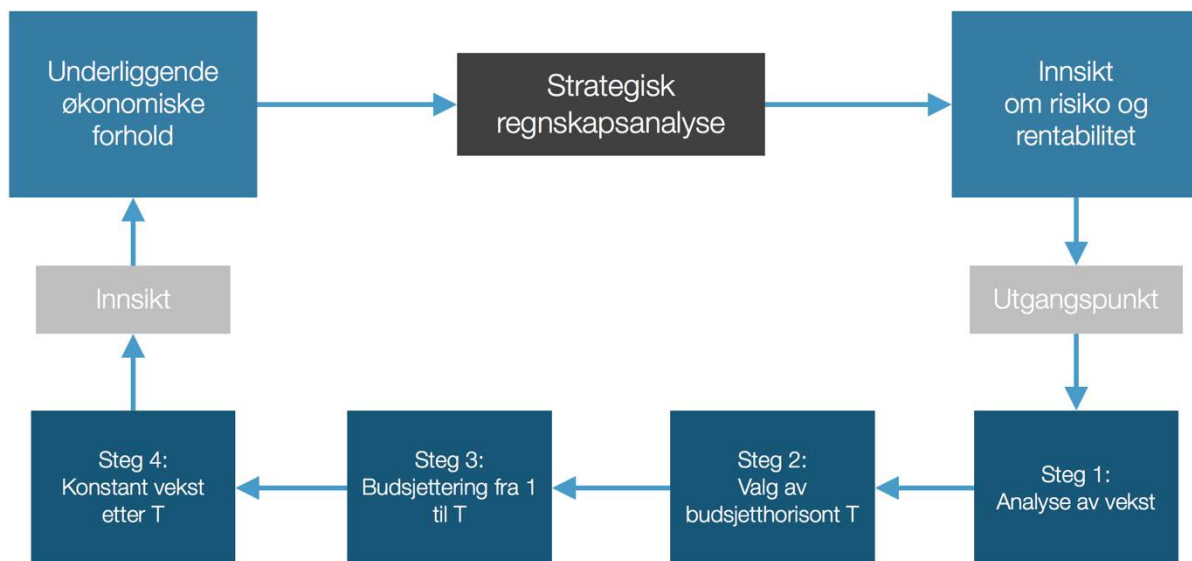 Underliggende
økonomiske
forhold
Strategisk
regnskapsanalyse
Innsikt
om risiko og
rentabilitet
Innsikt
Utgangspunkt
Steg 4:
Konstant vekst
etter T
Steg 3:
Budsjettering fra 1
til T
Steg 2:
Valg av
budsjetthorisont T
Steg 1:
Analyse av vekst